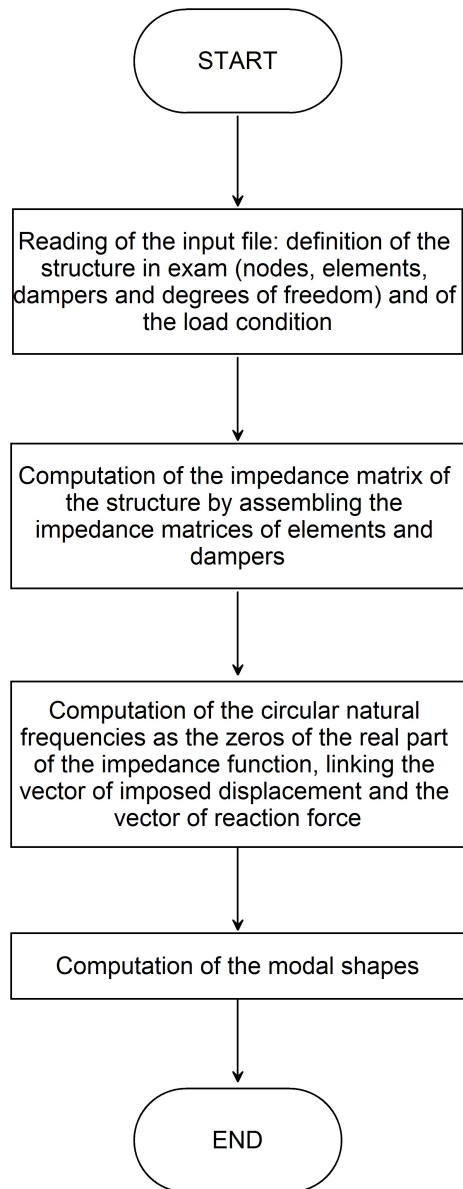 START
Reading of the input file: definition of the
structure in exam (nodes, elements,
dampers and degrees of freedom) and of
the load condition
Computation of the impedance matrix of
the structure by assembling the
impedance matrices of elements and
dampers
Computation of the circular natural
frequencies as the zeros of the real part
of the impedance function, linking the
vector of imposed displacement and the
vector of reaction force
Computation of the modal shapes
END